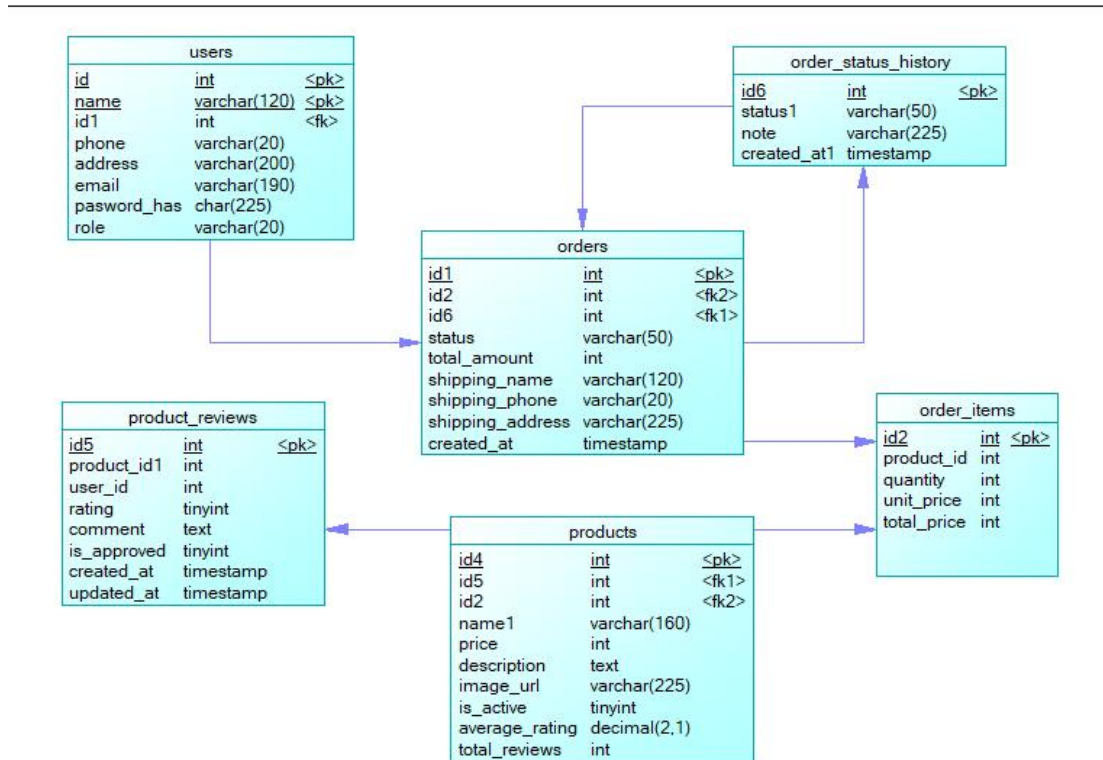 users
id int <pk>
name varchar(120) <pk>
id1 int <fk>
phone varchar(20)
address varchar(200)
email varchar(190)
pasword_has char(225)
role varchar(20)
order_status_history
id6 int <pk>
status1 varchar(50)
note varchar(225)
created_at1 timestamp
orders
id1 int <pk>
id2 int <fk2>
id6 int <fk1>
status varchar(50)
total_amount int
shipping_name varchar(120)
shipping_phone varchar(20)
shipping_address varchar(225)
created_at timestamp
product_reviews
id5 int <pk>
product_id1 int
user_id int
rating tinyint
comment text
is_approved tinyint
created_at timestamp
updated_at timestamp
order_items
id2 int <pk>
product_id int
quantity int
unit_price int
total_price int
products
id4 int <pk>
id5 int <fk1>
id2 int <fk2>
name1 varchar(160)
price int
description text
image_url varchar(225)
is_active tinyint
average_rating decimal(2,1)
total_reviews int